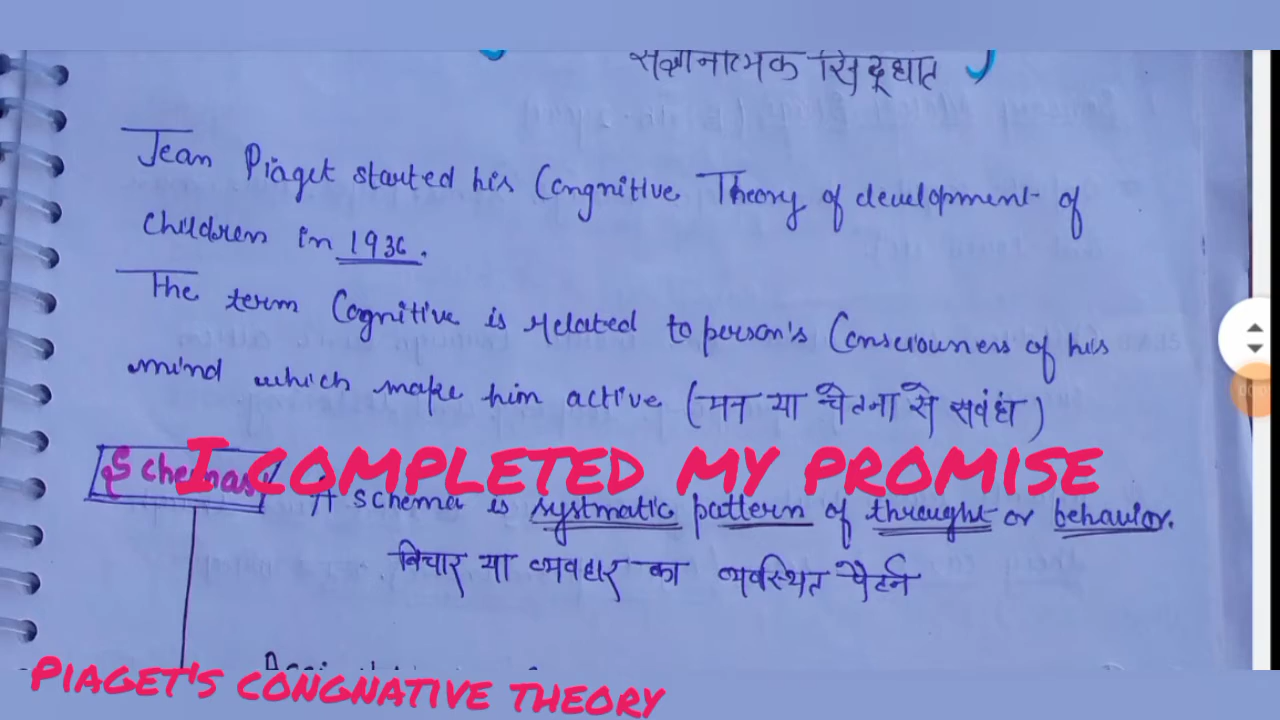 संज्ञानात्मक सिद्धांत
Jean Piaget started his Congnitive Theory of development of
children in 1936.
The term Cognitive is related to person's Consciouness of his
mind which make him active (मन या चेतना से सबंध)
I completed my promise
Schemas
A schema is systmatic pattern of throught or behavior.
विचार या व्यवहार का व्यवस्थित पैटर्न
Piaget's congnative theory